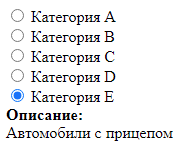 Категория A
Категория B
Категория C
Категория D
Категория E
Описание:
Автомобили с прицепом